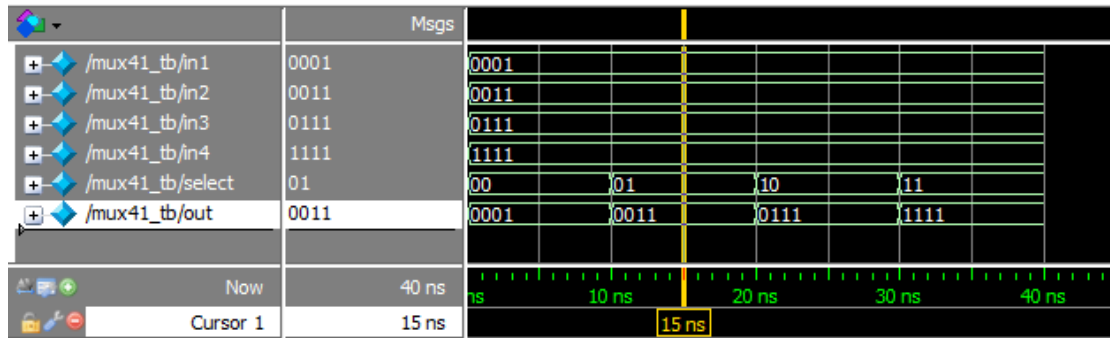 Msgs
/mux41_tb/in1 0001 0001
/mux41_tb/in2 0011 0011
/mux41_tb/in3 0111 0111
/mux41_tb/in4 1111 1111
/mux41_tb/select 01 00 01 10 11
/mux41_tb/out 0011 0001 0011 0111 1111
Now 40 ns ns 10 ns 20 ns 30 ns 40 ns
Cursor 1 15 ns 15 ns